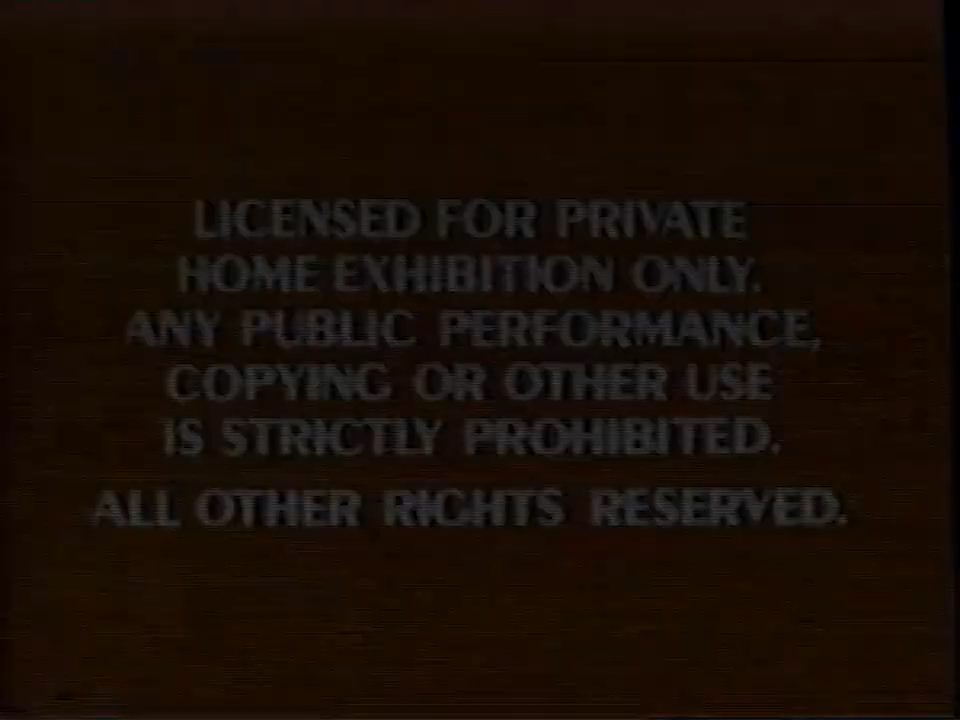 LICENSED FOR PRIVATE
HOME EXHIBITION ONLY.
ANY PUBLIC PERFORMANCE,
COPYING OR OTHER USE
IS STRICTLY PROHIBITED.
ALL OTHER RIGHTS RESERVED.